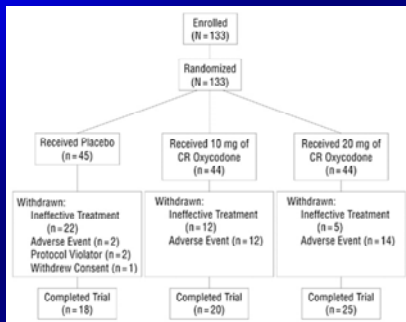 Enrolled
(N = 133)
Randomized
(N = 133)
Received Placebo
(n = 45)
Received 10 mg of
CR Oxycodone
(n = 44)
Received 20 mg of
CR Oxycodone
(n = 44)
Withdrawn:
Ineffective Treatment
(n = 22)
Adverse Event (n = 2)
Protocol Violator (n = 2)
Withdrew Consent (n = 1)
Withdrawn:
Ineffective Treatment
(n = 12)
Adverse Event (n = 12)
Withdrawn:
Ineffective Treatment
(n = 5)
Adverse Event (n = 14)
Completed Trial
(n = 18)
Completed Trial
(n = 20)
Completed Trial
(n = 25)